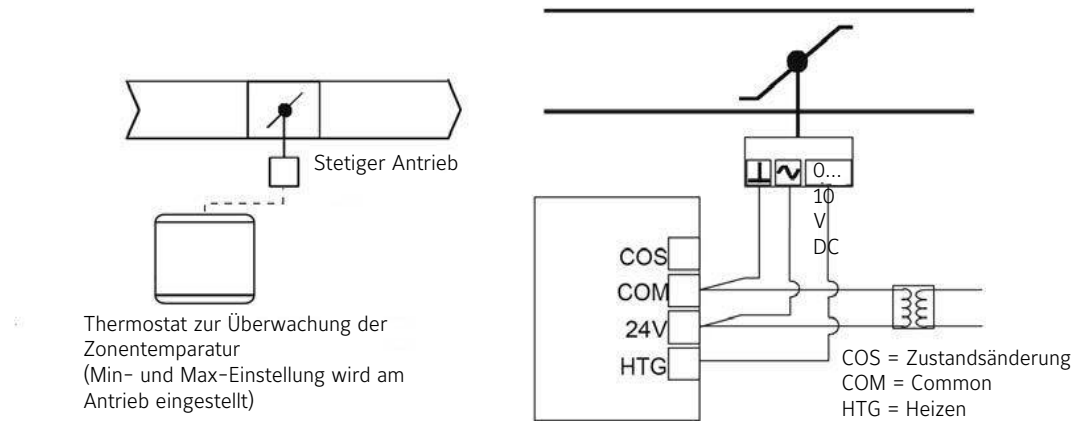 Stetiger Antrieb
Thermostat zur Überwachung der
Zonentemperatur
(Min- und Max-Einstellung wird am
Antrieb eingestellt)
0...
10
V
DC
COS
COM
24V
HTG
COS = Zustandsänderung
COM = Common
HTG = Heizen